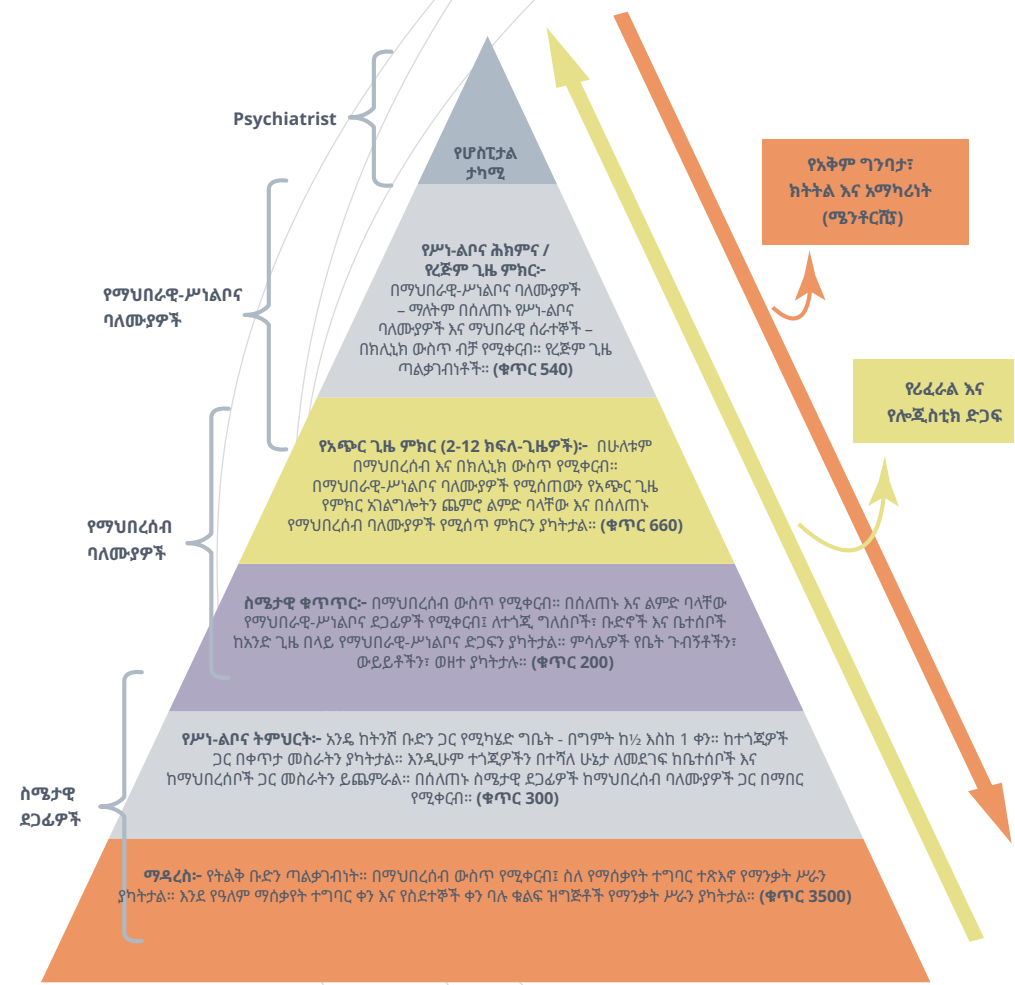 Psychiatrist
የሆስፒታል
ታካሚ
የማህበራዊ-ሥነልቦና
ባለሙያዎች
የሥነ-ልቦና ሕክምና /
የረጅም ጊዜ ምክር፦
በማህበራዊ-ሥነልቦና ባለሙያዎች
– ማለትም በሰለጠኑ የሥነ-ልቦና
ባለሙያዎች እና ማህበራዊ ሰራተኞች –
በክሊኒክ ውስጥ ብቻ የሚቀርብ። የረጅም ጊዜ
ጣልቃገብነቶች። (ቁጥር 540)
የማህበረሰብ
ባለሙያዎች
የአጭር ጊዜ ምክር (2-12 ክፍለ-ጊዜዎች)፦ በሁለቱም
በማህበረሰብ እና በክሊኒክ ውስጥ የሚቀርብ።
በማህበራዊ-ሥነልቦና ባለሙያዎች የሚሰጠውን የአጭር ጊዜ
የምክር አገልግሎትን ጨምሮ ልምድ ባላቸው እና በሰለጠኑ
የማህበረሰብ ባለሙያዎች የሚሰጥ ምክርን ያካትታል። (ቁጥር 660)
ስሜታዊ ቁጥጥር፦ በማህበረሰብ ውስጥ የሚቀርብ። በሰለጠኑ እና ልምድ ባላቸው
የማህበራዊ-ሥነልቦና ደጋፊዎች የሚቀርብ፤ ለተጎጂ ግለሰቦች፣ ቡድኖች እና ቤተሰቦች
ከአንድ ጊዜ በላይ የማህበራዊ-ሥነልቦና ድጋፍን ያካትታል። ምሳሌዎች የቤት ጉብኝቶችን፣
ውይይቶችን፣ ወዘተ ያካትታሉ። (ቁጥር 200)
ስሜታዊ
ደጋፊዎች
የሥነ-ልቦና ትምህርት፦ አንዴ ከትንሽ ቡድን ጋር የሚካሄድ ግቤት - በግምት ከ½ እስከ 1 ቀን። ከተጎጂዎች
ጋር በቀጥታ መስራትን ያካትታል። እንዲሁም ተጎጂዎችን በተሻለ ሁኔታ ለመደገፍ ከቤተሰቦች እና
ከማህበረሰቦች ጋር መስራትን ይጨምራል። በሰለጠኑ ስሜታዊ ደጋፊዎች ከማህበረሰብ ባለሙያዎች ጋር በማበር
የሚቀርብ። (ቁጥር 300)
ማዳረስ፦ የትልቅ ቡድን ጣልቃገብነት። በማህበረሰብ ውስጥ የሚቀርብ፤ ስለ የማሰቃየት ተግባር ተጽእኖ የማንቃት ሥራን
ያካትታል። እንደ የዓለም ማሰቃየት ተግባር ቀን እና የስደተኞች ቀን ባሉ ቁልፍ ዝግጅቶች የማንቃት ሥራን ያካትታል። (ቁጥር 3500)
የአቅም ግንባታ፣
ክትትል እና አማካሪነት
(ሜንቶርሺፕ)
የሪፈራል እና
የሎጂስቲክ ድጋፍ